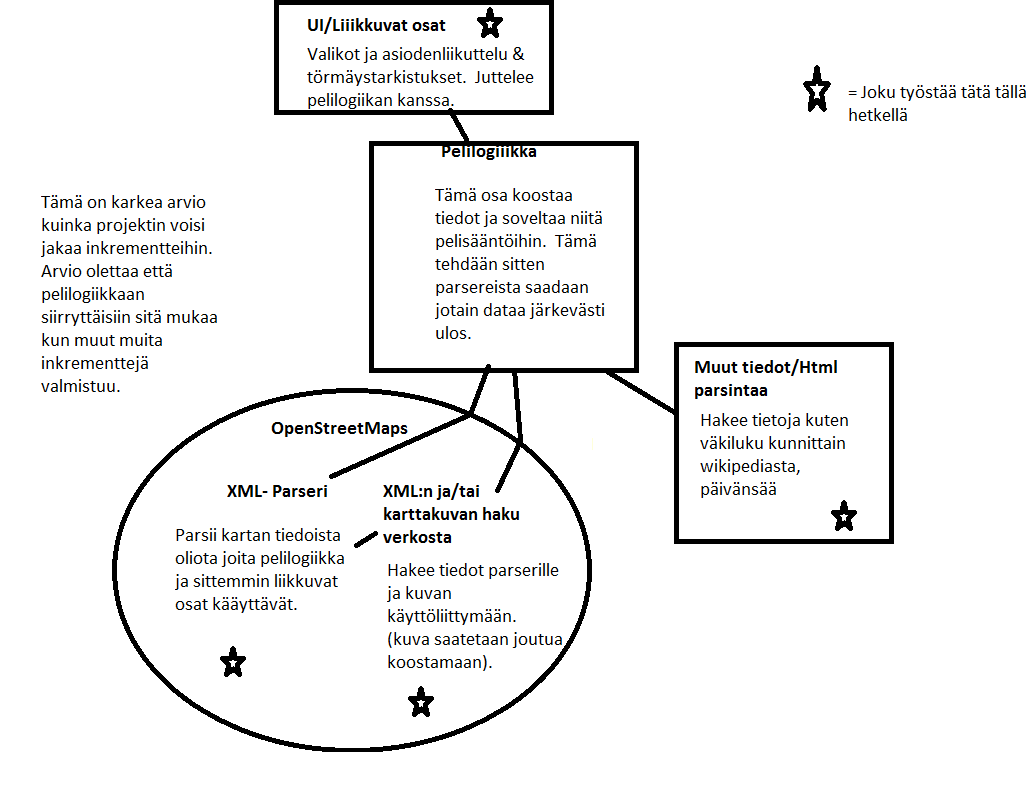 UI/Liiikkuvat osat
Valikot ja asiodenliikuttelu &
törmäystarkistukset.  Juttelee
pelilogiikan kanssa.
= Joku työstää tätä tällä
hetkellä
Pelilogiiikka
Tämä osa koostaa
tiedot ja soveltaa niitä
pelisääntöihin.  Tämä
tehdään sitten
parsereista saadaan
jotain dataa järkevästi
ulos.
Tämä on karkea arvio
kuinka projektin voisi
jakaa inkrementteihin.
Arvio olettaa että
pelilogiikkaan
siirryttäisiin sitä mukaa
kun muut muita
inkrementtejä
valmistuu.
Muut tiedot/Html
parsintaa
Hakee tietoja kuten
väkiluku kunnittain
wikipediasta,
päivänsää
OpenStreetMaps
XML- Parseri
Parsii kartan tiedoista
oliota joita pelilogiikka
ja sittemmin liikkuvat
osat kääyttävät.
XML:n ja/tai
karttakuvan haku
verkosta
Hakee tiedot parserille
ja kuvan
käyttöliittymään.
(kuva saatetaan joutua
koostamaan).